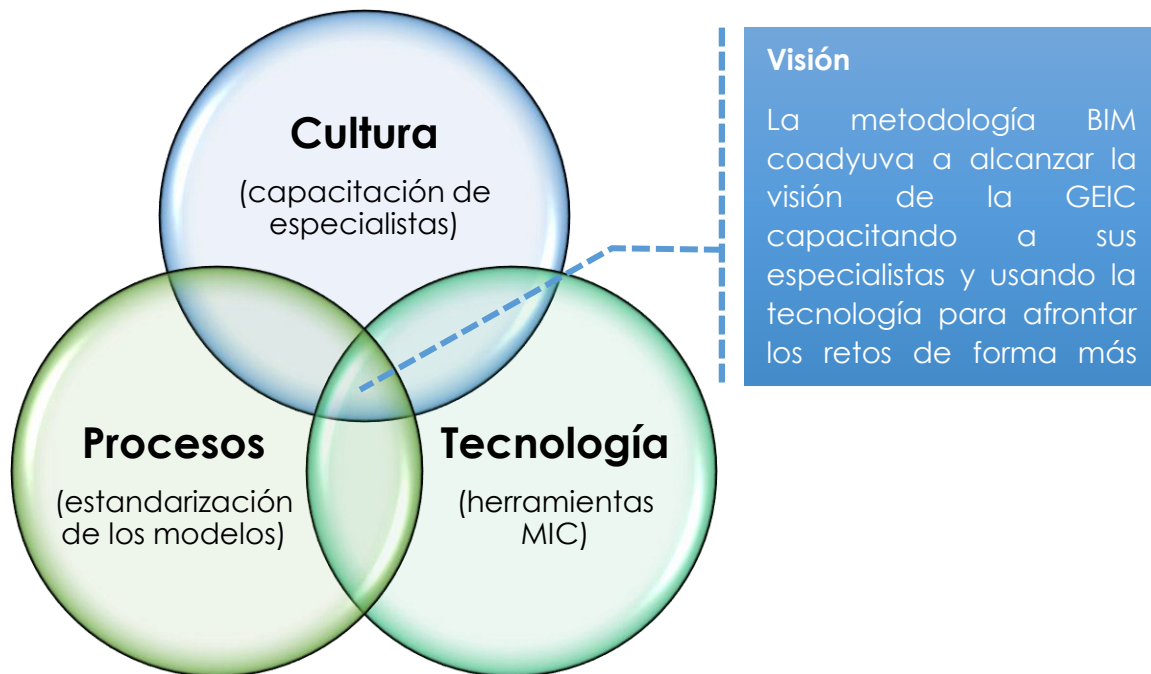 Cultura
(capacitación de
especialistas)
Procesos
(estandarización
de los modelos)
Tecnología
(herramientas
MIC)
Visión
La metodología BIM
coadyuva a alcanzar la
visión de la GEIC
capacitando a sus
especialistas y usando la
tecnología para afrontar
los retos de forma más